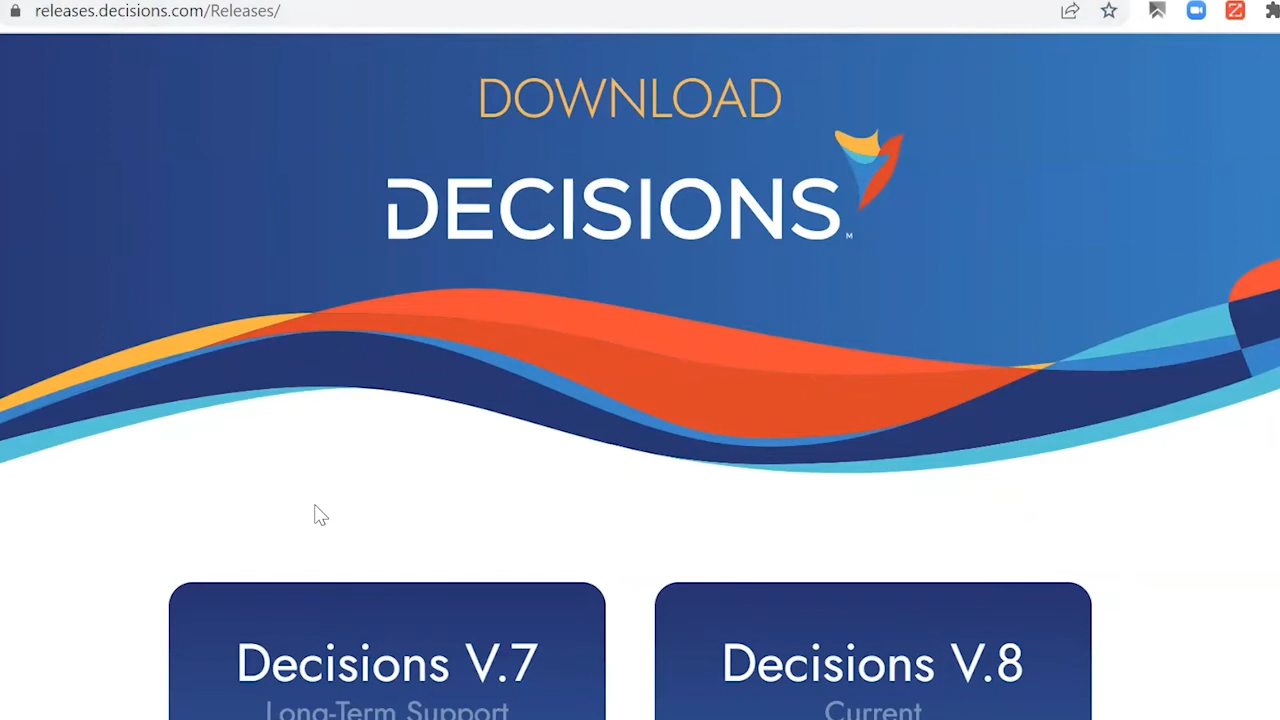 releases.decisions.com/Releases/
DOWNLOAD
DECISIONS
Decisions V.7
Decisions V.8
Long-Term Support
Current